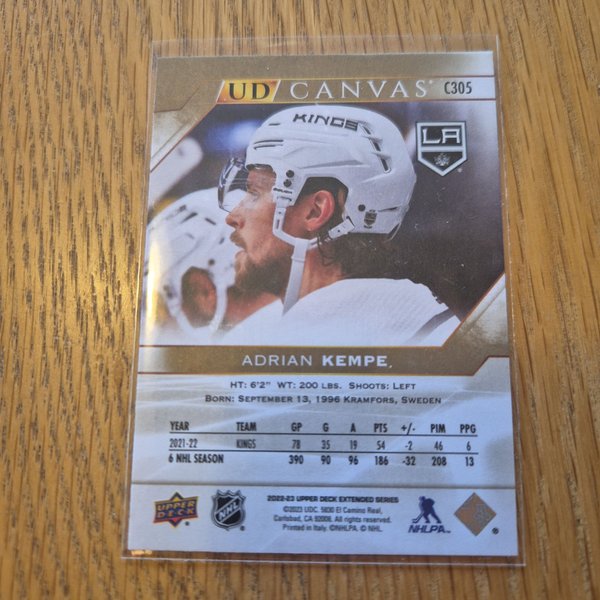 UD CANVAS C305
KINGS
LA
ADRIAN KEMPE
HT: 6'2" WT: 200 LBS. SHOOTS: LEFT
BORN: SEPTEMBER 13, 1996 KRAMFORS, SWEDEN
YEAR TEAM GP G A PTS +/- PIM PPG
2021-22 KINGS 78 35 19 54 -2 46 6
6 NHL SEASON 390 90 96 186 -32 208 13
UPPER DECK
NHL
2022-23 UPPER DECK EXTENDED SERIES
©2023 UDC. 5830 El Camino Real,
Carlsbad, CA 92008. All rights reserved.
Printed in Italy. ©NHLPA. © NHL.
NHLPA